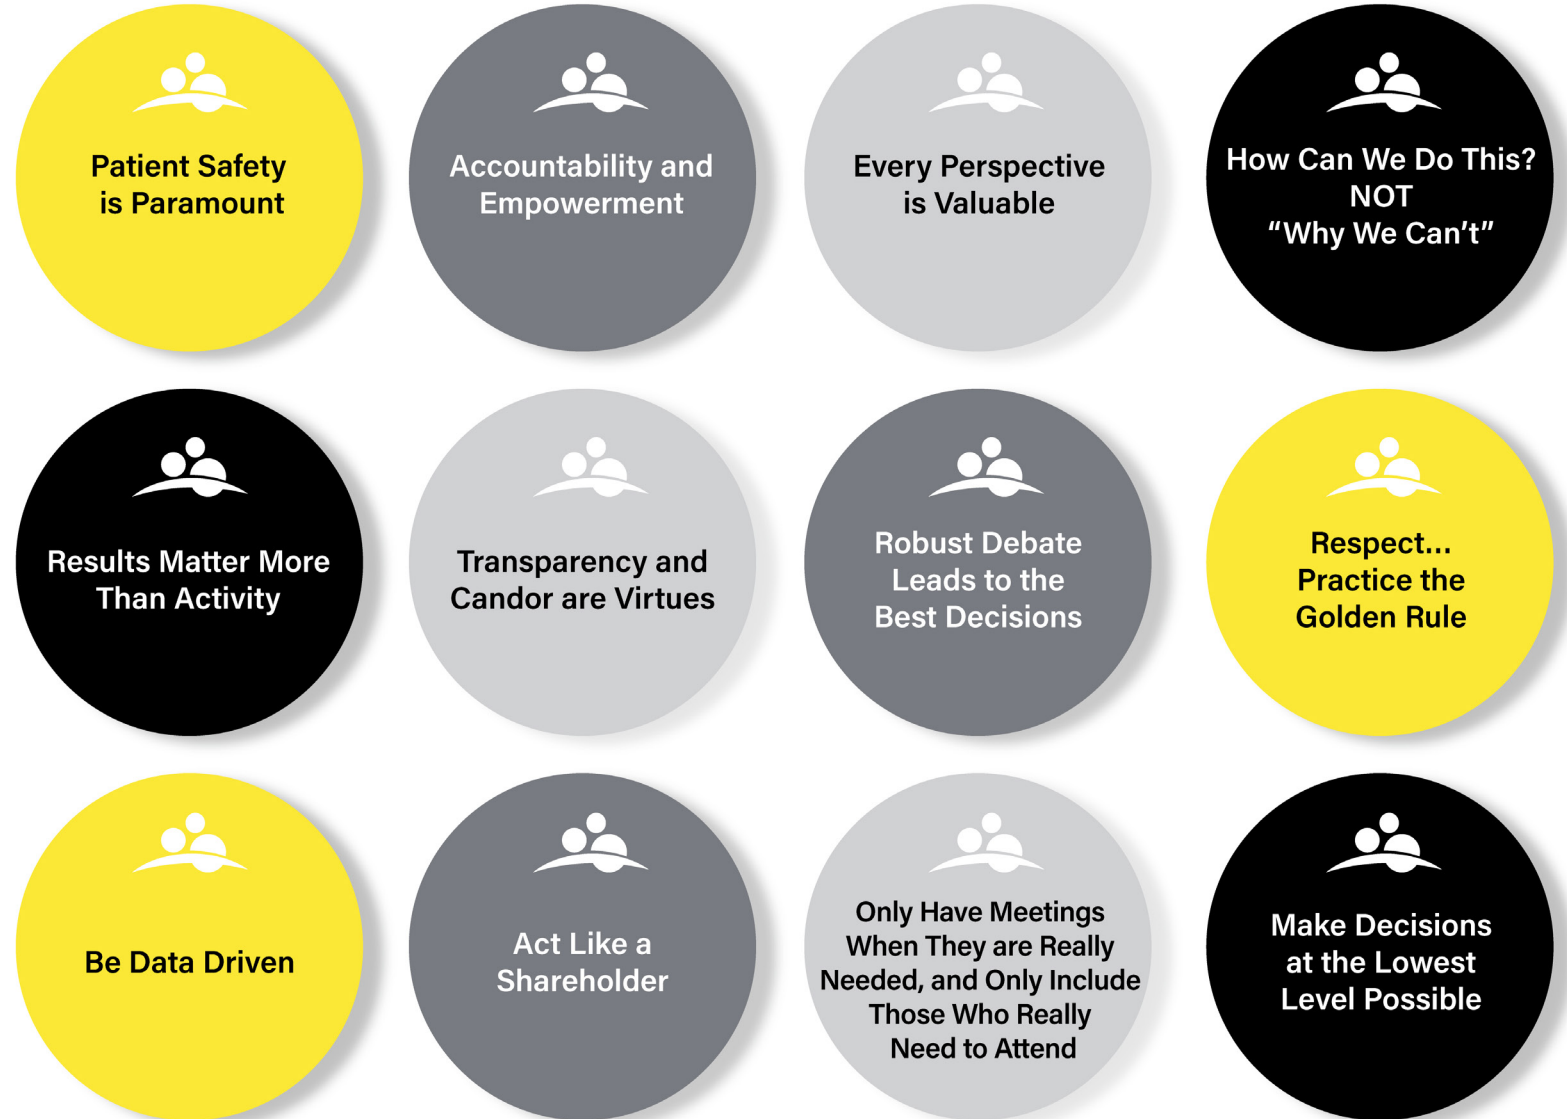 Patient Safety
is Paramount
Accountability and
Empowerment
Every Perspective
is Valuable
How Can We Do This?
NOT
“Why We Can’t”
Results Matter More
Than Activity
Transparency and
Candor are Virtues
Robust Debate
Leads to the
Best Decisions
Respect...
Practice the
Golden Rule
Be Data Driven
Act Like a
Shareholder
Only Have Meetings
When They are Really
Needed, and Only Include
Those Who Really
Need to Attend
Make Decisions
at the Lowest
Level Possible